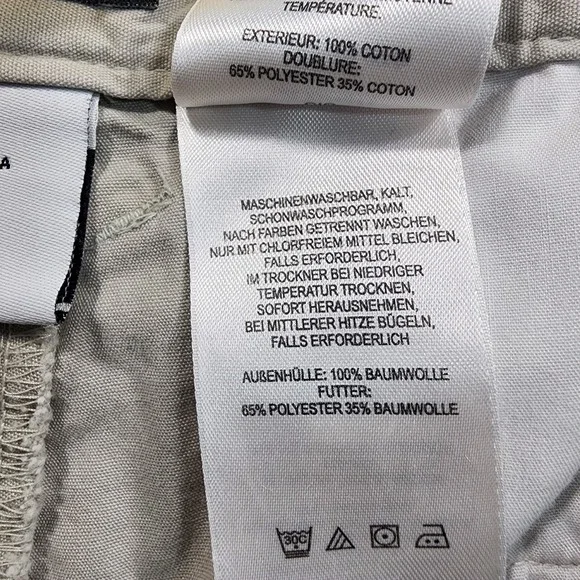 TEMPÉRATURE.
EXTERIEUR: 100% COTON
DOUBLURE:
65% POLYESTER 35% COTON
A
MASCHINENWASCHBAR, KALT,
SCHONWASCHPROGRAMM,
NACH FARBEN GETRENNT WASCHEN,
NUR MIT CHLORFREIEM MITTEL BLEICHEN,
FALLS ERFORDERLICH,
IM TROCKNER BEI NIEDRIGER
TEMPERATUR TROCKNEN,
SOFORT HERAUSNEHMEN,
BEI MITTLERER HITZE BÜGELN,
FALLS ERFORDERLICH
AUßENHÜLLE: 100% BAUMWOLLE
FUTTER:
65% POLYESTER 35% BAUMWOLLE
30C